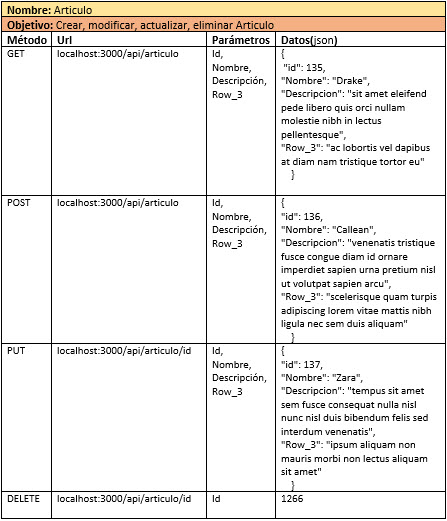 Nombre: Articulo
Objetivo: Crear, modificar, actualizar, eliminar Articulo
Método Url Parámetros Datos(json)
GET localhost:3000/api/articulo Id,
Nombre,
Descripción,
Row_3
{
"id": 135,
"Nombre": "Drake",
"Descripcion": "sit amet eleifend
pede libero quis orci nullam
molestie nibh in lectus
pellentesque",
"Row_3": "ac lobortis vel dapibus
at diam nam tristique tortor eu"
}
POST localhost:3000/api/articulo Id,
Nombre,
Descripción,
Row_3
{
"id": 136,
"Nombre": "Callean",
"Descripcion": "venenatis tristique
fusce congue diam id ornare
imperdiet sapien urna pretium nisl
ut volutpat sapien arcu",
"Row_3": "scelerisque quam turpis
adipiscing lorem vitae mattis nibh
ligula nec sem duis aliquam"
}
PUT localhost:3000/api/articulo/id Id,
Nombre,
Descripción,
Row_3
{
"id": 137,
"Nombre": "Zara",
"Descripcion": "tempus sit amet
sem fusce consequat nulla nisl
nunc nisl duis bibendum felis sed
interdum venenatis",
"Row_3": "ipsum aliquam non
mauris morbi non lectus aliquam
sit amet"
}
DELETE localhost:3000/api/articulo/id Id 1266